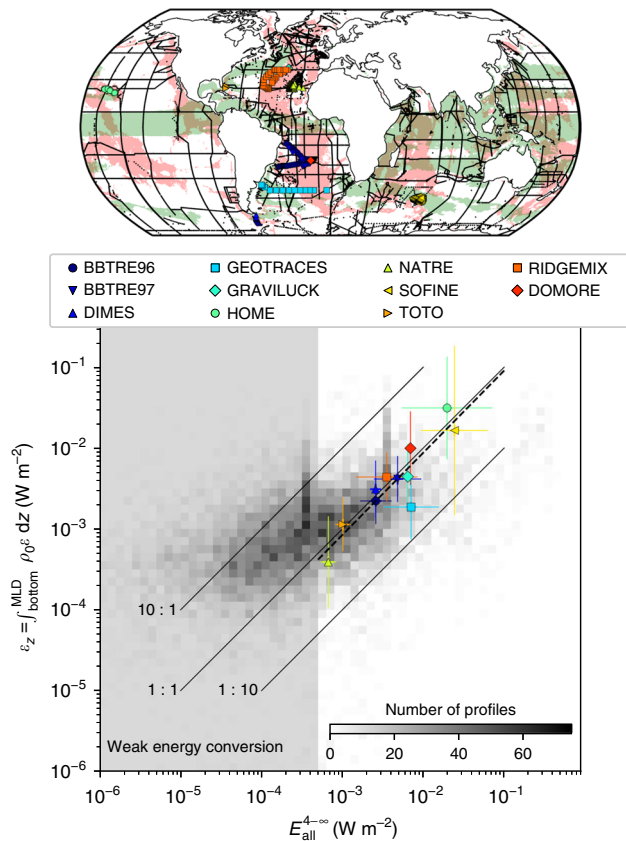 BBTRE96 GEOTRACES NATRE RIDGEMIX
BBTRE97 GRAVILUCK SOFINE DOMORE
DIMES HOME TOTO
10⁻¹
10⁻²
10⁻³
10⁻⁴
10⁻⁵
10⁻⁶
ε_z = ∫_bottom^MLD ρ₀ε dz (W m⁻²)
10 : 1
1 : 1
1 : 10
Number of profiles
0 20 40 60
Weak energy conversion
10⁻⁶ 10⁻⁵ 10⁻⁴ 10⁻³ 10⁻² 10⁻¹
E_all^4−∞ (W m⁻²)